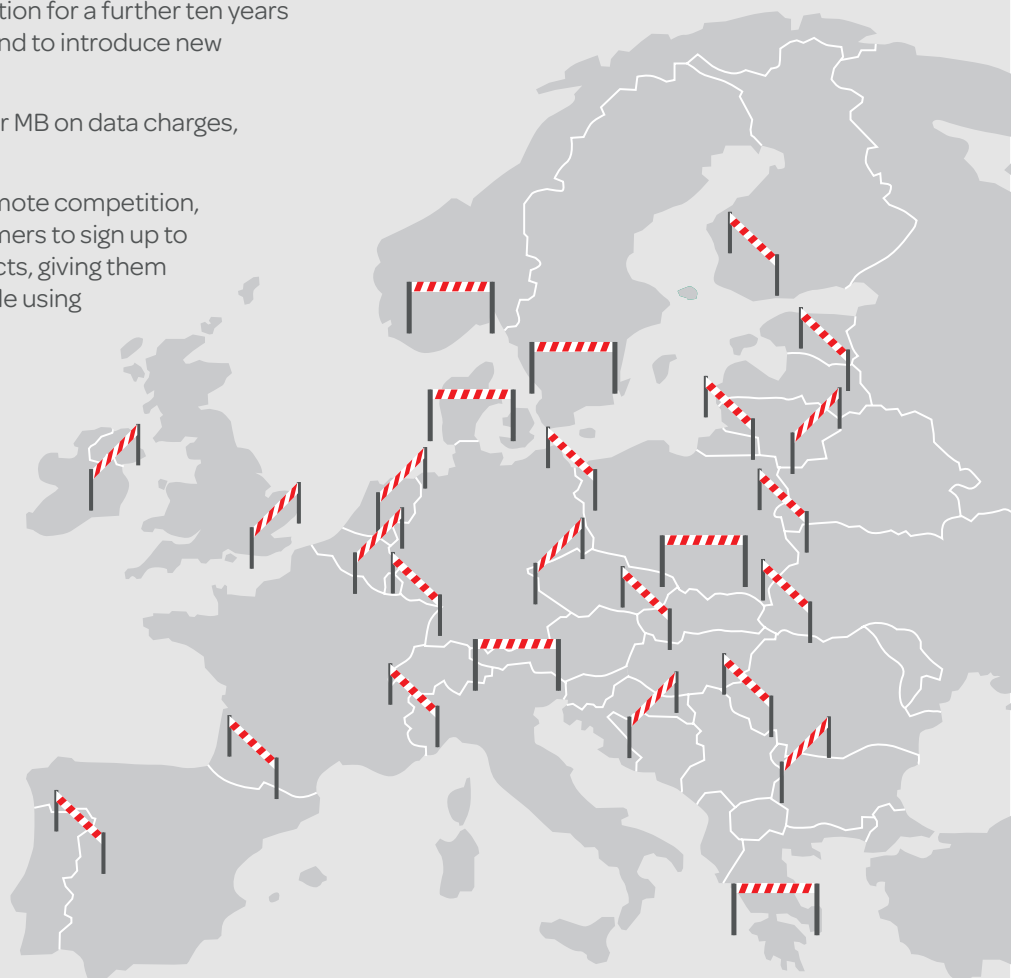 tion for a further ten years
nd to introduce new
r MB on data charges,
mote competition,
mers to sign up to
cts, giving them
le using